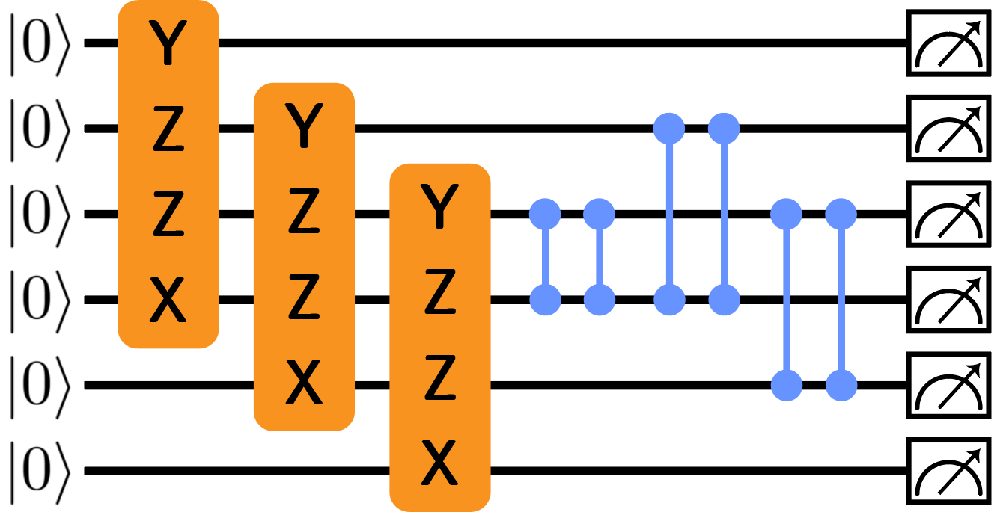 |0⟩ Y
|0⟩ Z Y
|0⟩ Z Z Y
|0⟩ X Z Z
|0⟩ X Z
|0⟩ X